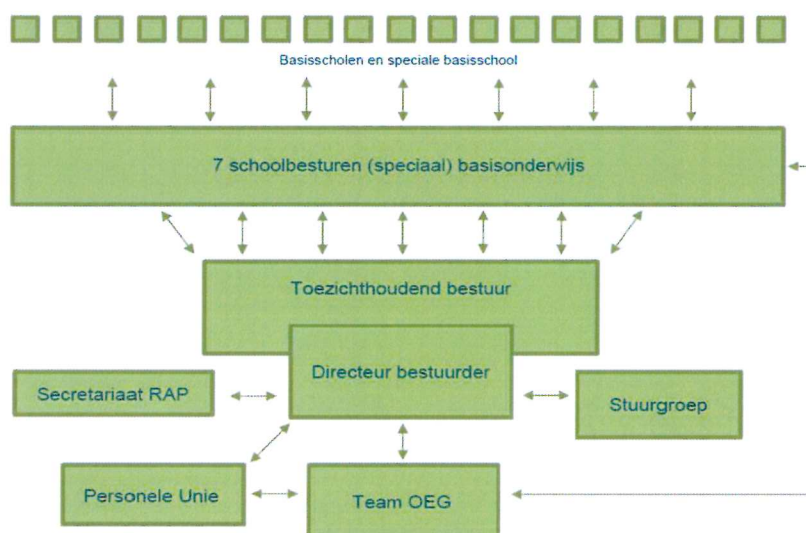 Basisscholen en speciale basisschool
7 schoolbesturen (speciaal) basisonderwijs
Toezichthoudend bestuur
Directeur bestuurder
Secretariaat RAP
Stuurgroep
Personele Unie
Team OEG